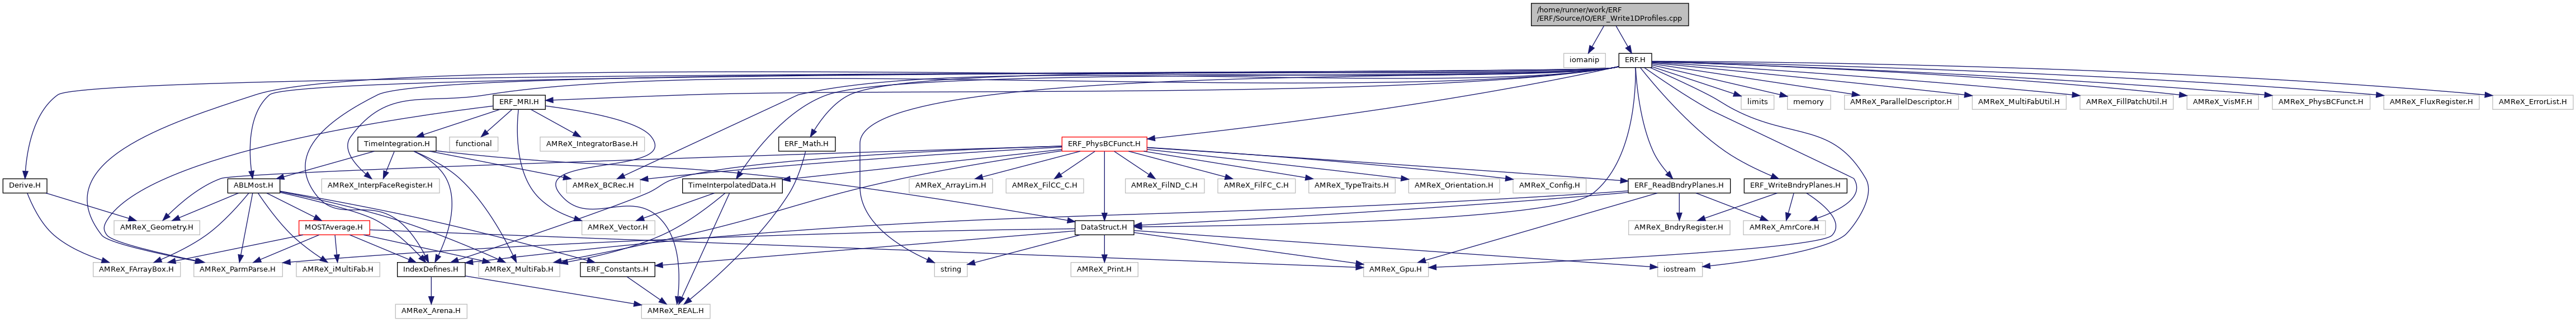 /home/runner/work/ERF
/ERF/Source/IO/ERF_Write1DProfiles.cpp
iomanip
ERF.H
ERF_MRI.H
limits
memory
AMReX_ParallelDescriptor.H
AMReX_MultiFabUtil.H
AMReX_FillPatchUtil.H
AMReX_VisMF.H
AMReX_PhysBCFunct.H
AMReX_FluxRegister.H
AMReX_ErrorList.H
TimeIntegration.H
functional
AMReX_IntegratorBase.H
ERF_Math.H
ERF_PhysBCFunct.H
Derive.H
ABLMost.H
AMReX_InterpFaceRegister.H
AMReX_BCRec.H
TimeInterpolatedData.H
AMReX_ArrayLim.H
AMReX_FilCC_C.H
AMReX_FilND_C.H
AMReX_FilFC_C.H
AMReX_TypeTraits.H
AMReX_Orientation.H
AMReX_Config.H
ERF_ReadBndryPlanes.H
ERF_WriteBndryPlanes.H
AMReX_Geometry.H
MOSTAverage.H
AMReX_Vector.H
DataStruct.H
AMReX_BndryRegister.H
AMReX_AmrCore.H
AMReX_FArrayBox.H
AMReX_ParmParse.H
AMReX_iMultiFab.H
IndexDefines.H
AMReX_MultiFab.H
ERF_Constants.H
string
AMReX_Print.H
AMReX_Gpu.H
iostream
AMReX_Arena.H
AMReX_REAL.H